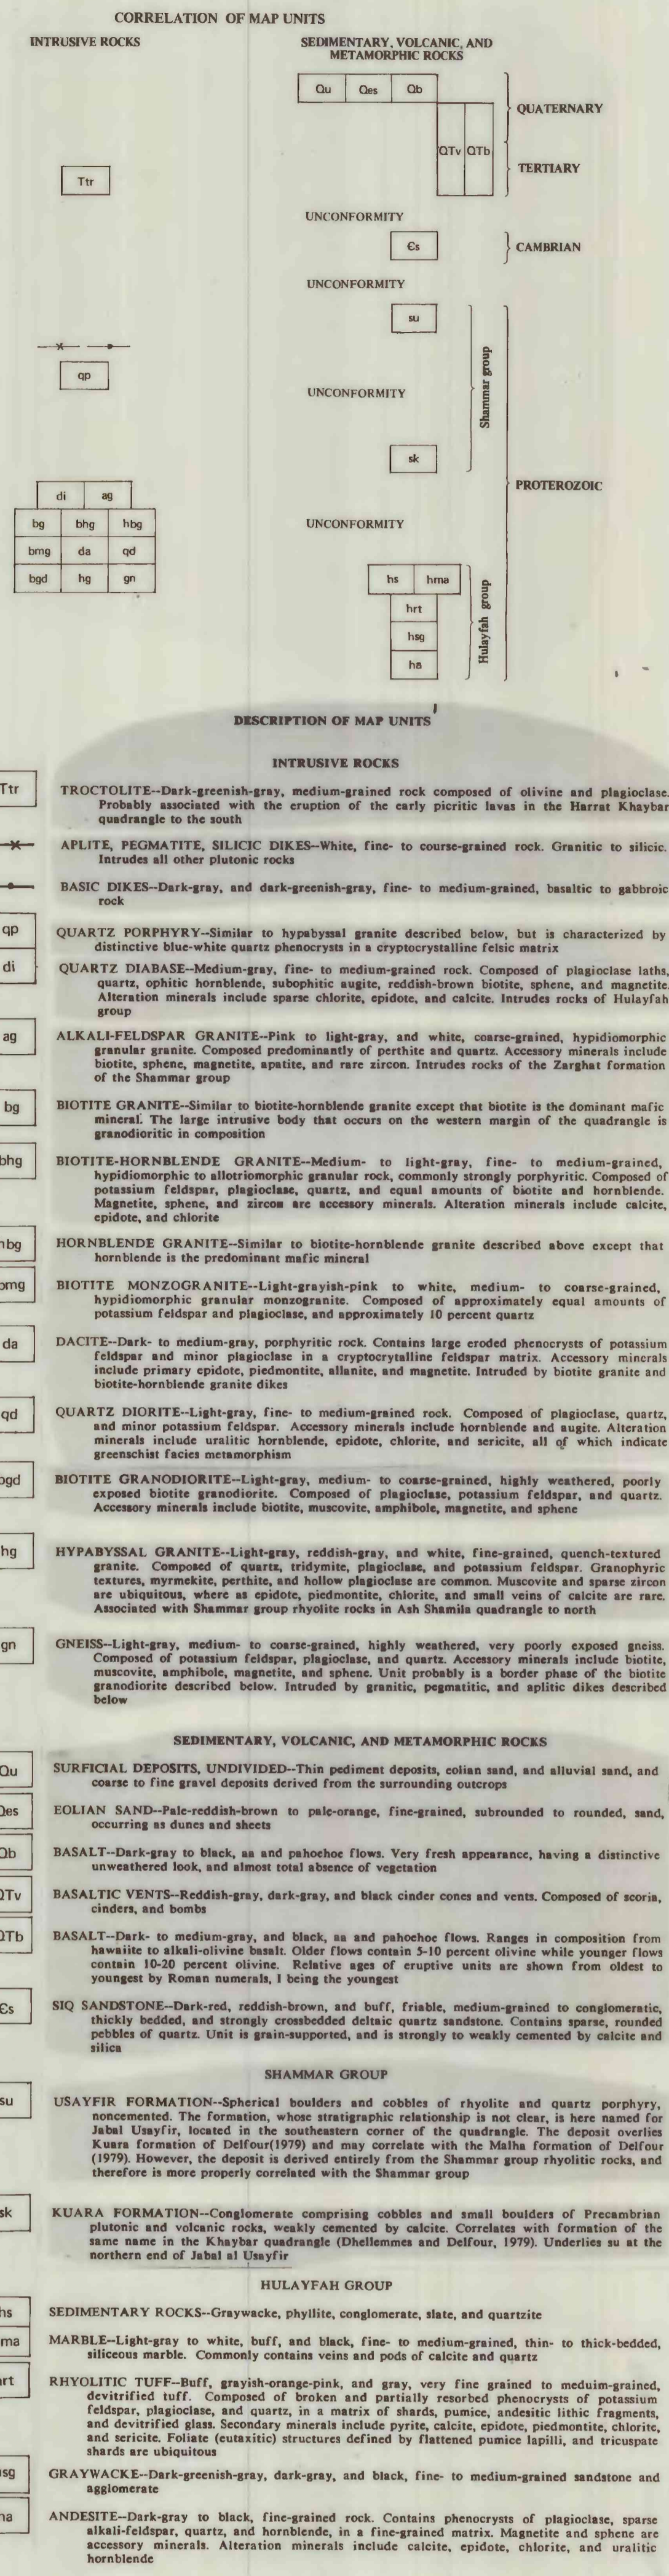 CORRELATION OF MAP UNITS
INTRUSIVE ROCKS
SEDIMENTARY, VOLCANIC, AND
METAMORPHIC ROCKS
Qu Qes Qb
QUATERNARY
QTv QTb
TERTIARY
Ttr
UNCONFORMITY
Єs
CAMBRIAN
UNCONFORMITY
su
qp
UNCONFORMITY
Shammar group
sk
PROTEROZOIC
di ag
bg bhg hbg
UNCONFORMITY
bmg da qd
bgd hg gn
hs hma
hrt
hsg
ha
Hulayfah group
DESCRIPTION OF MAP UNITS
INTRUSIVE ROCKS
Ttr TROCTOLITE--Dark-greenish-gray, medium-grained rock composed of olivine and plagioclase.
Probably associated with the eruption of the early picritic lavas in the Harrat Khaybar
quadrangle to the south
APLITE, PEGMATITE, SILICIC DIKES--White, fine- to course-grained rock. Granitic to silicic.
Intrudes all other plutonic rocks
BASIC DIKES--Dark-gray, and dark-greenish-gray, fine- to medium-grained, basaltic to gabbroic
rock
qp QUARTZ PORPHYRY--Similar to hypabyssal granite described below, but is characterized by
distinctive blue-white quartz phenocrysts in a cryptocrystalline felsic matrix
di QUARTZ DIABASE--Medium-gray, fine- to medium-grained rock. Composed of plagioclase laths,
quartz, ophitic hornblende, subophitic augite, reddish-brown biotite, sphene, and magnetite.
Alteration minerals include sparse chlorite, epidote, and calcite. Intrudes rocks of Hulayfah
group
ag ALKALI-FELDSPAR GRANITE--Pink to light-gray, and white, coarse-grained, hypidiomorphic
granular granite. Composed predominantly of perthite and quartz. Accessory minerals include
biotite, sphene, magnetite, apatite, and rare zircon. Intrudes rocks of the Zarghat formation
of the Shammar group
bg BIOTITE GRANITE--Similar to biotite-hornblende granite except that biotite is the dominant mafic
mineral. The large intrusive body that occurs on the western margin of the quadrangle is
granodioritic in composition
bhg BIOTITE-HORNBLENDE GRANITE--Medium- to light-gray, fine- to medium-grained,
hypidiomorphic to allotriomorphic granular rock, commonly strongly porphyritic. Composed of
potassium feldspar, plagioclase, quartz, and equal amounts of biotite and hornblende.
Magnetite, sphene, and zircon are accessory minerals. Alteration minerals include calcite,
epidote, and chlorite
hbg HORNBLENDE GRANITE--Similar to biotite-hornblende granite described above except that
hornblende is the predominant mafic mineral
bmg BIOTITE MONZOGRANITE--Light-grayish-pink to white, medium- to coarse-grained,
hypidiomorphic granular monzogranite. Composed of approximately equal amounts of
potassium feldspar and plagioclase, and approximately 10 percent quartz
da DACITE--Dark- to medium-gray, porphyritic rock. Contains large eroded phenocrysts of potassium
feldspar and minor plagioclase in a cryptocrytalline feldspar matrix. Accessory minerals
include primary epidote, piedmontite, allanite, and magnetite. Intruded by biotite granite and
biotite-hornblende granite dikes
qd QUARTZ DIORITE--Light-gray, fine- to medium-grained rock. Composed of plagioclase, quartz,
and minor potassium feldspar. Accessory minerals include hornblende and augite. Alteration
minerals include uralitic hornblende, epidote, chlorite, and sericite, all of which indicate
greenschist facies metamorphism
bgd BIOTITE GRANODIORITE--Light-gray, medium- to coarse-grained, highly weathered, poorly
exposed biotite granodiorite. Composed of plagioclase, potassium feldspar, and quartz.
Accessory minerals include biotite, muscovite, amphibole, magnetite, and sphene
hg HYPABYSSAL GRANITE--Light-gray, reddish-gray, and white, fine-grained, quench-textured
granite. Composed of quartz, tridymite, plagioclase, and potassium feldspar. Granophyric
textures, myrmekite, perthite, and hollow plagioclase are common. Muscovite and sparse zircon
are ubiquitous, where as epidote, piedmontite, chlorite, and small veins of calcite are rare.
Associated with Shammar group rhyolite rocks in Ash Shamila quadrangle to north
gn GNEISS--Light-gray, medium- to coarse-grained, highly weathered, very poorly exposed gneiss.
Composed of potassium feldspar, plagioclase, and quartz. Accessory minerals include biotite,
muscovite, amphibole, magnetite, and sphene. Unit probably is a border phase of the biotite
granodiorite described below. Intruded by granitic, pegmatitic, and aplitic dikes described
below
SEDIMENTARY, VOLCANIC, AND METAMORPHIC ROCKS
Qu SURFICIAL DEPOSITS, UNDIVIDED--Thin pediment deposits, eolian sand, and alluvial sand, and
coarse to fine gravel deposits derived from the surrounding outcrops
Qes EOLIAN SAND--Pale-reddish-brown to pale-orange, fine-grained, subrounded to rounded, sand,
occurring as dunes and sheets
Qb BASALT--Dark-gray to black, aa and pahoehoe flows. Very fresh appearance, having a distinctive
unweathered look, and almost total absence of vegetation
QTv BASALTIC VENTS--Reddish-gray, dark-gray, and black cinder cones and vents. Composed of scoria,
cinders, and bombs
QTb BASALT--Dark- to medium-gray, and black, aa and pahoehoe flows. Ranges in composition from
hawaiite to alkali-olivine basalt. Older flows contain 5-10 percent olivine while younger flows
contain 10-20 percent olivine. Relative ages of eruptive units are shown from oldest to
youngest by Roman numerals, I being the youngest
Єs SIQ SANDSTONE--Dark-red, reddish-brown, and buff, friable, medium-grained to conglomeratic,
thickly bedded, and strongly crossbedded deltaic quartz sandstone. Contains sparse, rounded
pebbles of quartz. Unit is grain-supported, and is strongly to weakly cemented by calcite and
silica
SHAMMAR GROUP
su USAYFIR FORMATION--Spherical boulders and cobbles of rhyolite and quartz porphyry,
noncemented. The formation, whose stratigraphic relationship is not clear, is here named for
Jabal Usayfir, located in the southeastern corner of the quadrangle. The deposit overlies
Kuara formation of Delfour(1979) and may correlate with the Malha formation of Delfour
(1979). However, the deposit is derived entirely from the Shammar group rhyolitic rocks, and
therefore is more properly correlated with the Shammar group
sk KUARA FORMATION--Conglomerate comprising cobbles and small boulders of Precambrian
plutonic and volcanic rocks, weakly cemented by calcite. Correlates with formation of the
same name in the Khaybar quadrangle (Dhellemmes and Delfour, 1979). Underlies su at the
northern end of Jabal al Usayfir
HULAYFAH GROUP
hs SEDIMENTARY ROCKS--Graywacke, phyllite, conglomerate, slate, and quartzite
ma MARBLE--Light-gray to white, buff, and black, fine- to medium-grained, thin- to thick-bedded,
siliceous marble. Commonly contains veins and pods of calcite and quartz
rt RHYOLITIC TUFF--Buff, grayish-orange-pink, and gray, very fine grained to meduim-grained,
devitrified tuff. Composed of broken and partially resorbed phenocrysts of potassium
feldspar, plagioclase, and quartz, in a matrix of shards, pumice, andesitic lithic fragments,
and devitrified glass. Secondary minerals include pyrite, calcite, epidote, piedmontite, chlorite,
and sericite. Foliate (eutaxitic) structures defined by flattened pumice lapilli, and tricuspate
shards are ubiquitous
sg GRAYWACKE--Dark-greenish-gray, dark-gray, and black, fine- to medium-grained sandstone and
agglomerate
ha ANDESITE--Dark-gray to black, fine-grained rock. Contains phenocrysts of plagioclase, sparse
alkali-feldspar, quartz, and hornblende, in a fine-grained matrix. Magnetite and sphene are
accessory minerals. Alteration minerals include calcite, epidote, chlorite, and uralitic
hornblende